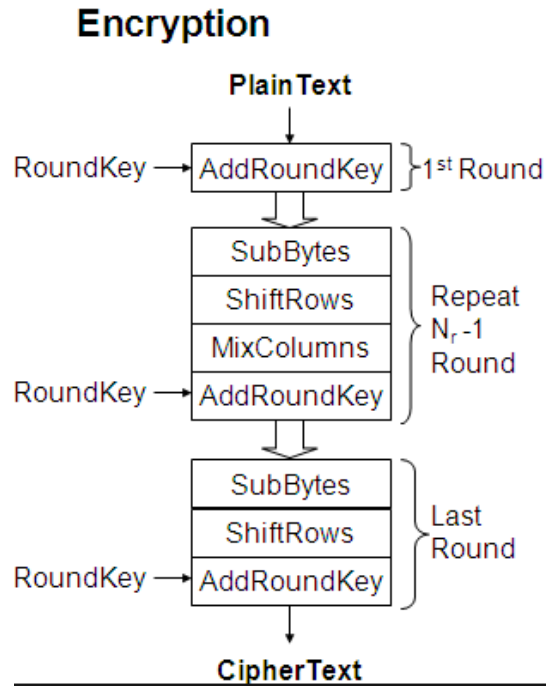 Encryption
PlainText
RoundKey
AddRoundKey
1st Round
SubBytes
ShiftRows
MixColumns
RoundKey
AddRoundKey
Repeat
Nr -1
Round
SubBytes
ShiftRows
RoundKey
AddRoundKey
Last
Round
CipherText